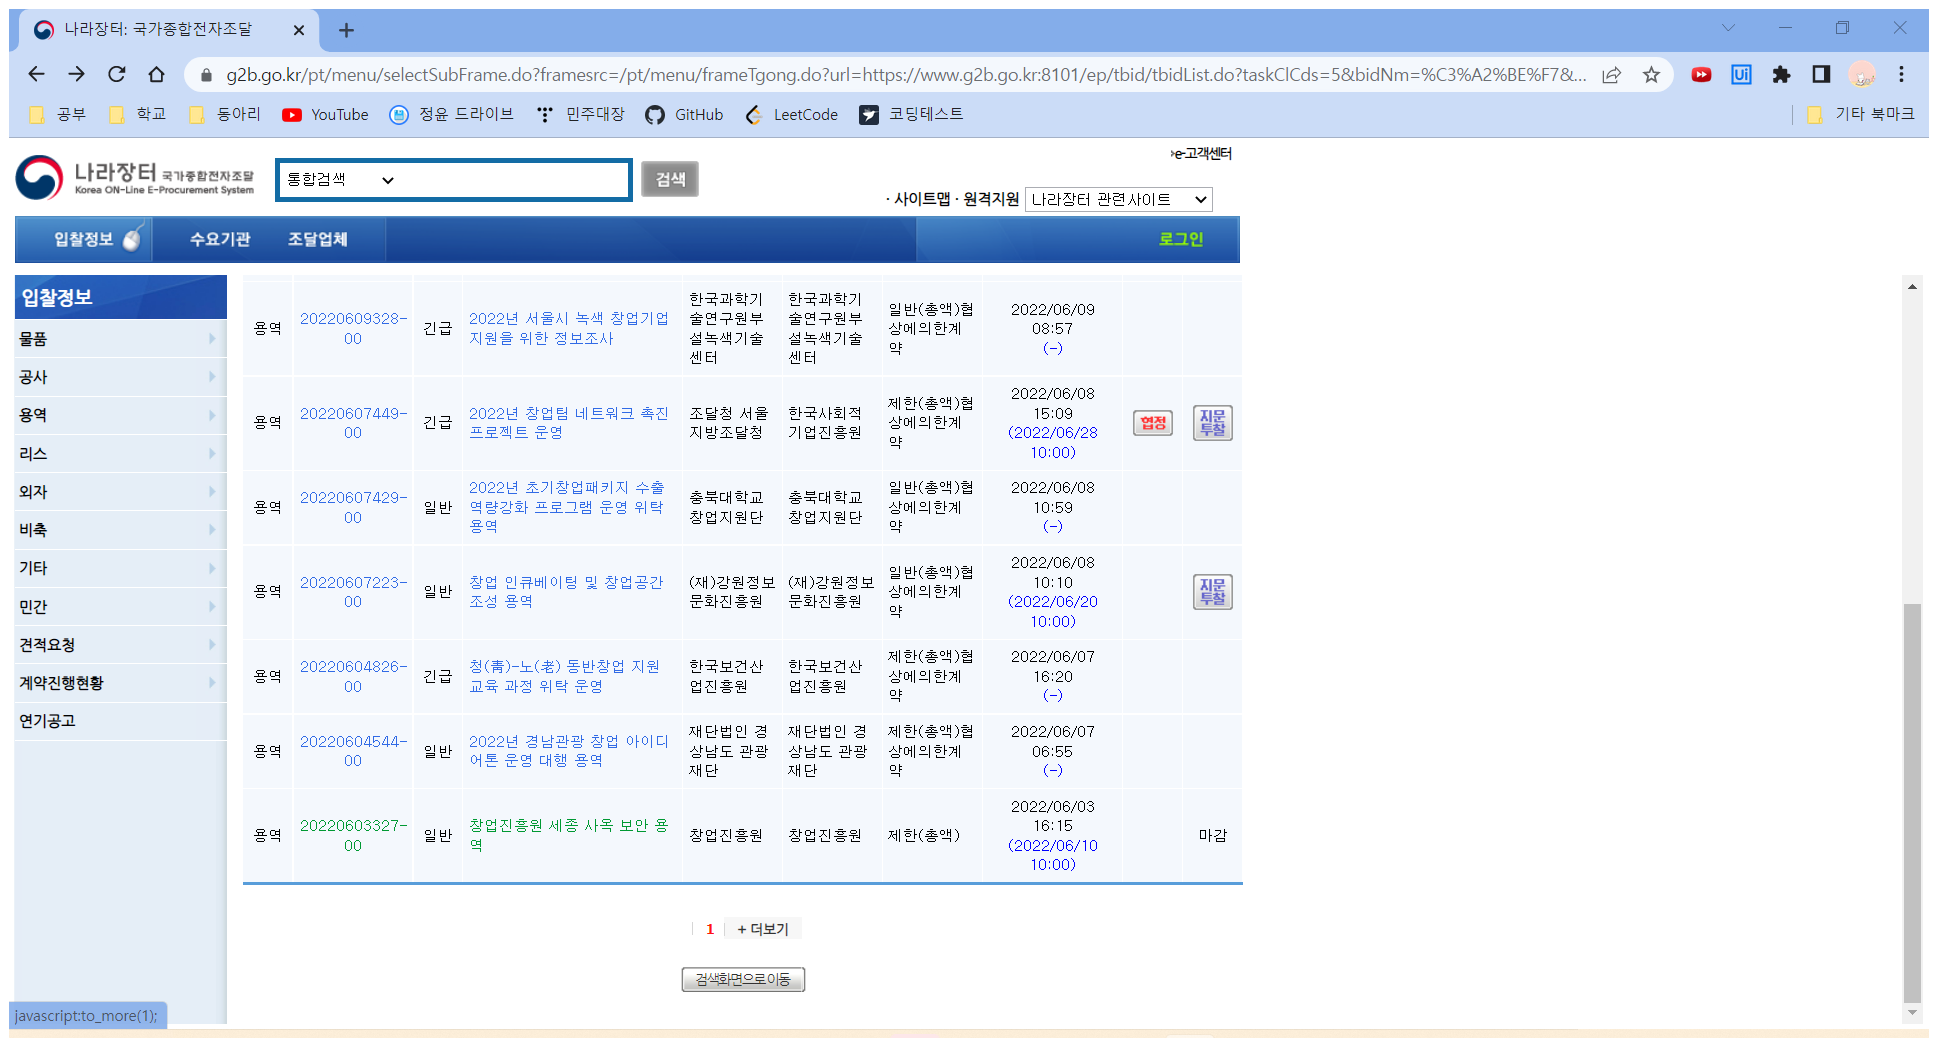 나라장터: 국가종합전자조달
g2b.go.kr/pt/menu/selectSubFrame.do?framesrc=/pt/menu/frameTgong.do?url=https://www.g2b.go.kr:8101/ep/tbid/tbidList.do?taskClCds=5&bidNm=%C3%A2%BE%F7&...
공부 학교 동아리 YouTube 정윤 드라이브 민주대장 GitHub LeetCode 코딩테스트 기타 북마크
e-고객센터
나라장터 국가종합전자조달
Korea ON-Line E-Procurement System
통합검색 검색
· 사이트맵 · 원격지원 나라장터 관련사이트
입찰정보 수요기관 조달업체 로그인
입찰정보
물품
공사
용역
리스
외자
비축
기타
민간
견적요청
계약진행현황
연기공고
용역 20220609328-00 긴급 2022년 서울시 녹색 창업기업 지원을 위한 정보조사 한국과학기술연구원부설녹색기술센터 한국과학기술연구원부설녹색기술센터 일반(총액)협상에의한계약 2022/06/09 08:57 (-)
용역 20220607449-00 긴급 2022년 창업팀 네트워크 촉진 프로젝트 운영 조달청 서울지방조달청 한국사회적기업진흥원 제한(총액)협상에의한계약 2022/06/08 15:09 (2022/06/28 10:00) 협정 지문투찰
용역 20220607429-00 일반 2022년 초기창업패키지 수출역량강화 프로그램 운영 위탁용역 충북대학교 창업지원단 충북대학교 창업지원단 일반(총액)협상에의한계약 2022/06/08 10:59 (-)
용역 20220607223-00 일반 창업 인큐베이팅 및 창업공간 조성 용역 (재)강원정보문화진흥원 (재)강원정보문화진흥원 일반(총액)협상에의한계약 2022/06/08 10:10 (2022/06/20 10:00) 지문투찰
용역 20220604826-00 긴급 청(靑)-노(老) 동반창업 지원 교육 과정 위탁 운영 한국보건산업진흥원 한국보건산업진흥원 제한(총액)협상에의한계약 2022/06/07 16:20 (-)
용역 20220604544-00 일반 2022년 경남관광 창업 아이디어톤 운영 대행 용역 재단법인 경상남도 관광재단 재단법인 경상남도 관광재단 제한(총액)협상에의한계약 2022/06/07 06:55 (-)
용역 20220603327-00 일반 창업진흥원 세종 사옥 보안 용역 창업진흥원 창업진흥원 제한(총액) 2022/06/03 16:15 (2022/06/10 10:00) 마감
1 + 더보기
검색화면으로이동
javascript:to_more(1);